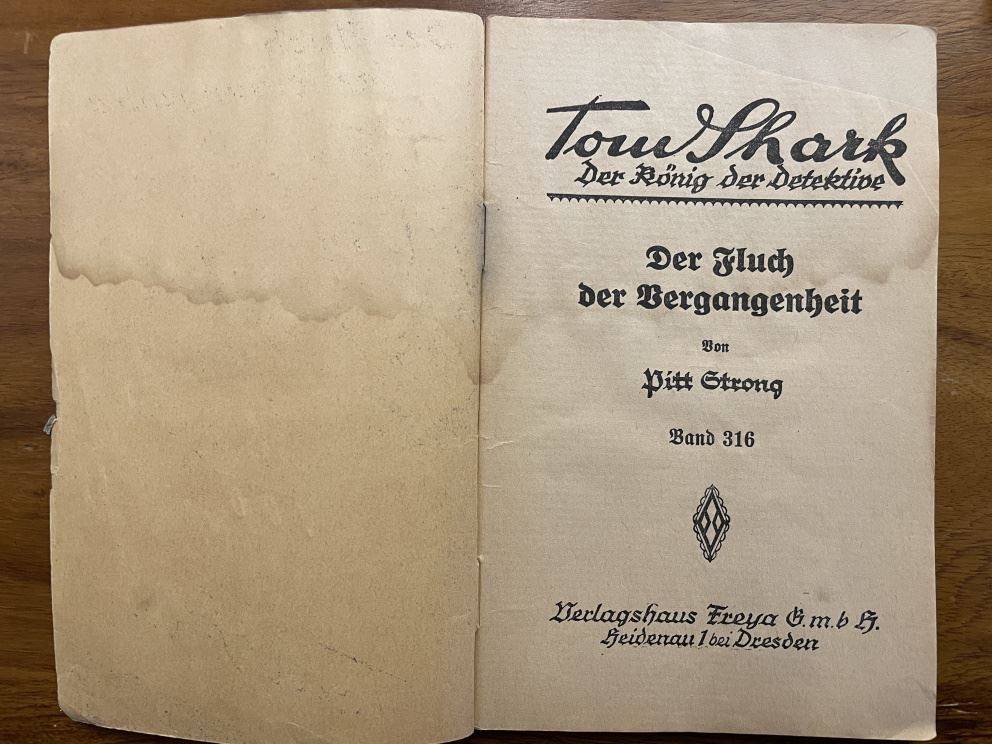 Tom Shark
Der König der Detektive
Der Fluch
der Vergangenheit
Von
Pitt Strong
Band 316
Verlagshaus Freya G.m.b H.
Heidenau 1 bei Dresden